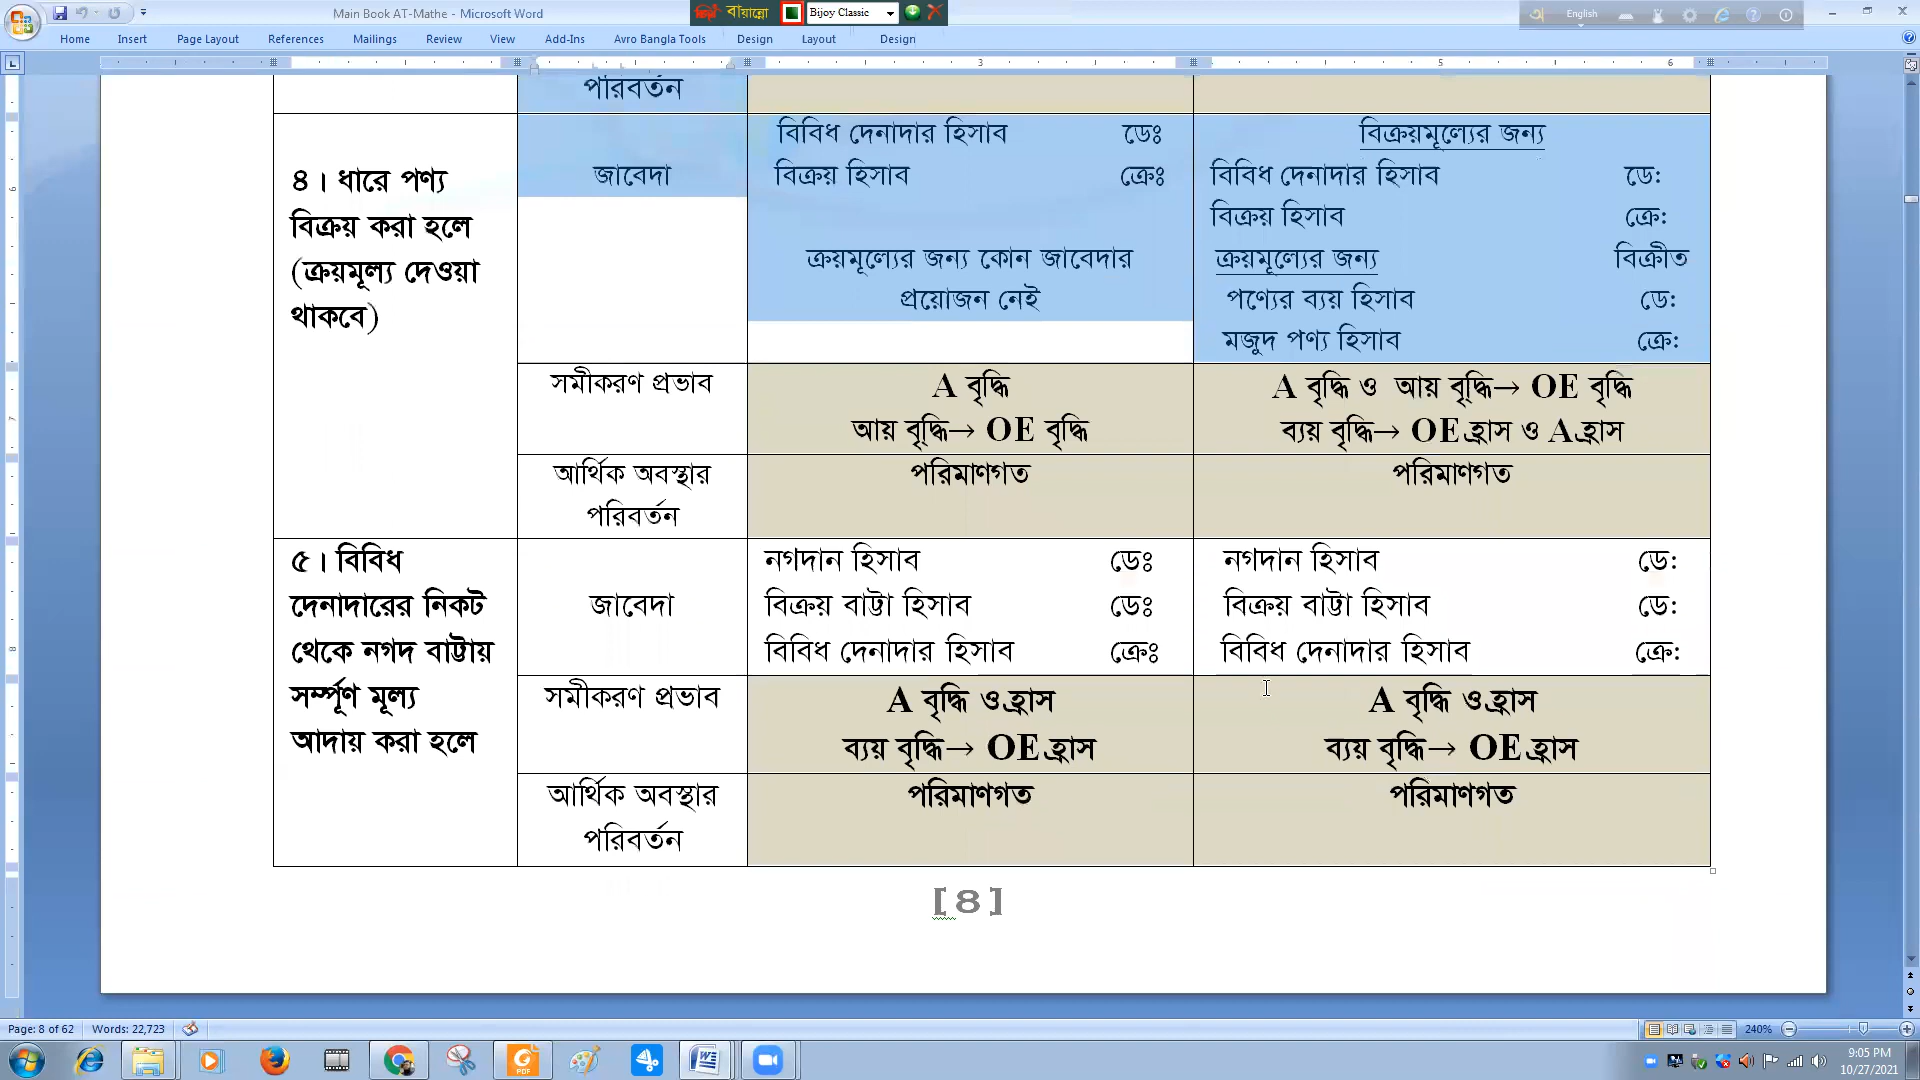 Main Book AT-Mathe - Microsoft Word
বায়ান্নো
Bijoy Classic
English
Home Insert Page Layout References Mailings Review View Add-Ins Avro Bangla Tools Design Layout Design
3 5 6
পরিবর্তন
৪। ধারে পণ্য
বিক্রয় করা হলে
(ক্রয়মূল্য দেওয়া
থাকবে)
জাবেদা
বিবিধ দেনাদার হিসাব ডেঃ
বিক্রয় হিসাব ক্রেঃ
ক্রয়মূল্যের জন্য কোন জাবেদার
প্রয়োজন নেই
বিক্রয়মূল্যের জন্য
বিবিধ দেনাদার হিসাব ডে:
বিক্রয় হিসাব ক্রে:
ক্রয়মূল্যের জন্য বিক্রীত
পণ্যের ব্যয় হিসাব ডে:
মজুদ পণ্য হিসাব ক্রে:
সমীকরণ প্রভাব
A বৃদ্ধি
আয় বৃদ্ধি→ OE বৃদ্ধি
A বৃদ্ধি ও আয় বৃদ্ধি→ OE বৃদ্ধি
ব্যয় বৃদ্ধি→ OE হ্রাস ও A হ্রাস
আর্থিক অবস্থার
পরিবর্তন
পরিমাণগত
পরিমাণগত
৫। বিবিধ
দেনাদারের নিকট
থেকে নগদ বাট্টায়
সর্ম্পূণ মূল্য
আদায় করা হলে
জাবেদা
নগদান হিসাব ডেঃ
বিক্রয় বাট্টা হিসাব ডেঃ
বিবিধ দেনাদার হিসাব ক্রেঃ
নগদান হিসাব ডে:
বিক্রয় বাট্টা হিসাব ডে:
বিবিধ দেনাদার হিসাব ক্রে:
সমীকরণ প্রভাব
A বৃদ্ধি ও হ্রাস
ব্যয় বৃদ্ধি→ OE হ্রাস
A বৃদ্ধি ও হ্রাস
ব্যয় বৃদ্ধি→ OE হ্রাস
আর্থিক অবস্থার
পরিবর্তন
পরিমাণগত
পরিমাণগত
[ 8 ]
Page: 8 of 62 Words: 22,723
240%
9:05 PM
10/27/2021